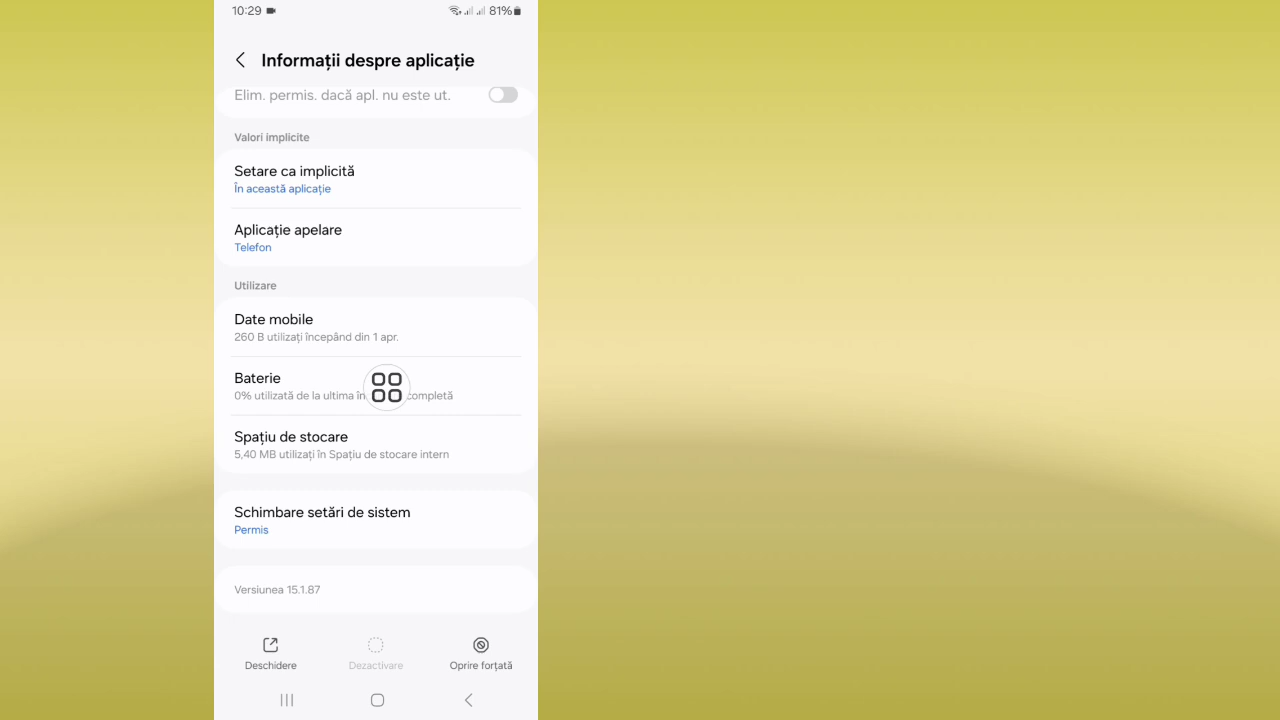 10:29
81%
Informații despre aplicație
Elim. permis. dacă apl. nu este ut.
Valori implicite
Setare ca implicită
În această aplicație
Aplicație apelare
Telefon
Utilizare
Date mobile
260 B utilizați începând din 1 apr.
Baterie
0% utilizată de la ultima în completă
Spațiu de stocare
5,40 MB utilizați în Spațiu de stocare intern
Schimbare setări de sistem
Permis
Versiunea 15.1.87
Deschidere
Dezactivare
Oprire forțată